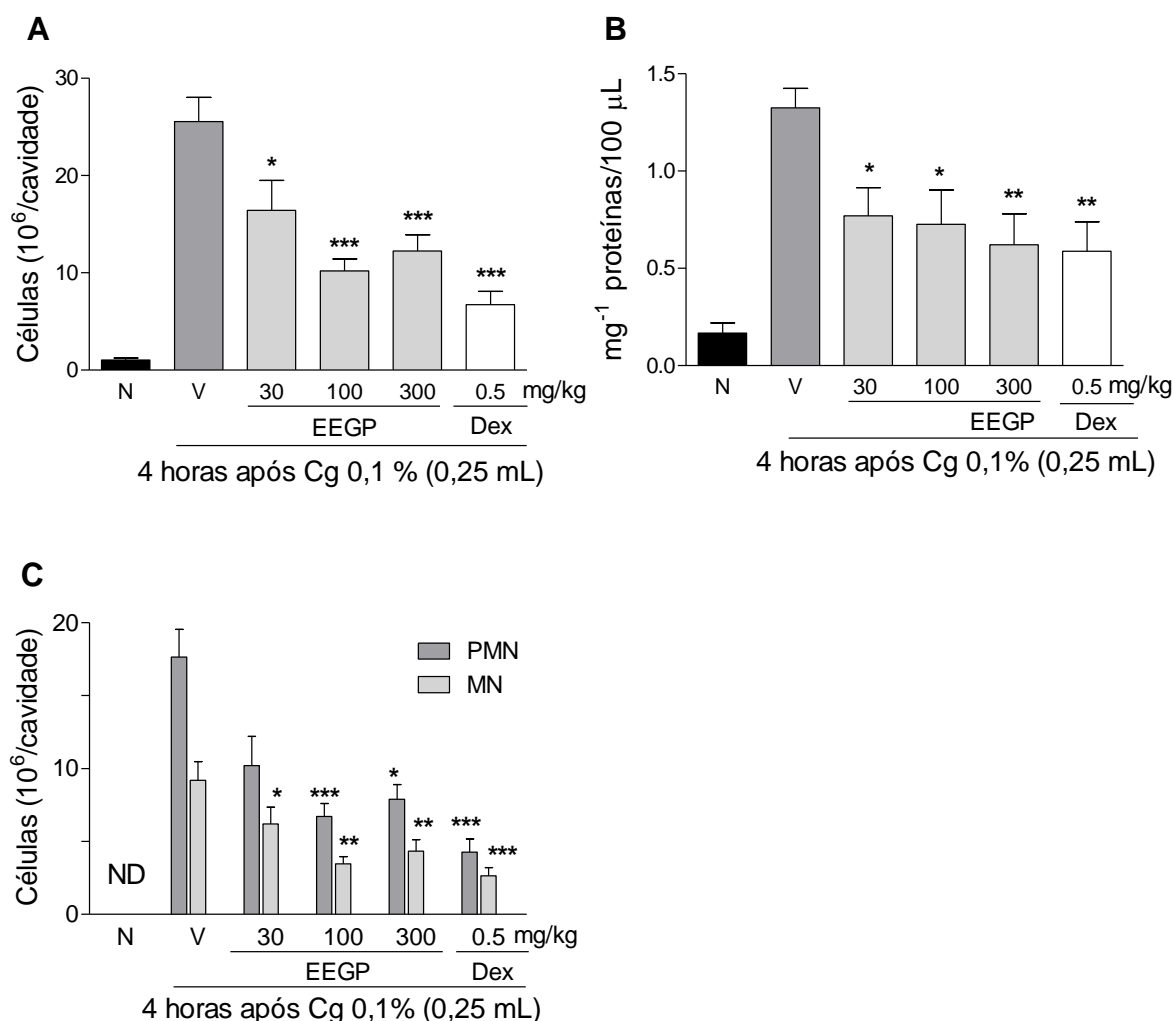 A
Células (10⁶/cavidade)
30
20
10
0
*
***
***
***
N V 30 100 300 0.5 mg/kg
EEGP Dex
4 horas após Cg 0,1 % (0,25 mL)
B
mg⁻¹ proteínas/100 µL
1.5
1.0
0.5
0.0
*
*
**
**
N V 30 100 300 0.5 mg/kg
EEGP Dex
4 horas após Cg 0,1% (0,25 mL)
C
Células (10⁶/cavidade)
20
10
0
PMN
MN
*
***
**
*
**
***
***
ND
N V 30 100 300 0.5 mg/kg
EEGP Dex
4 horas após Cg 0,1% (0,25 mL)